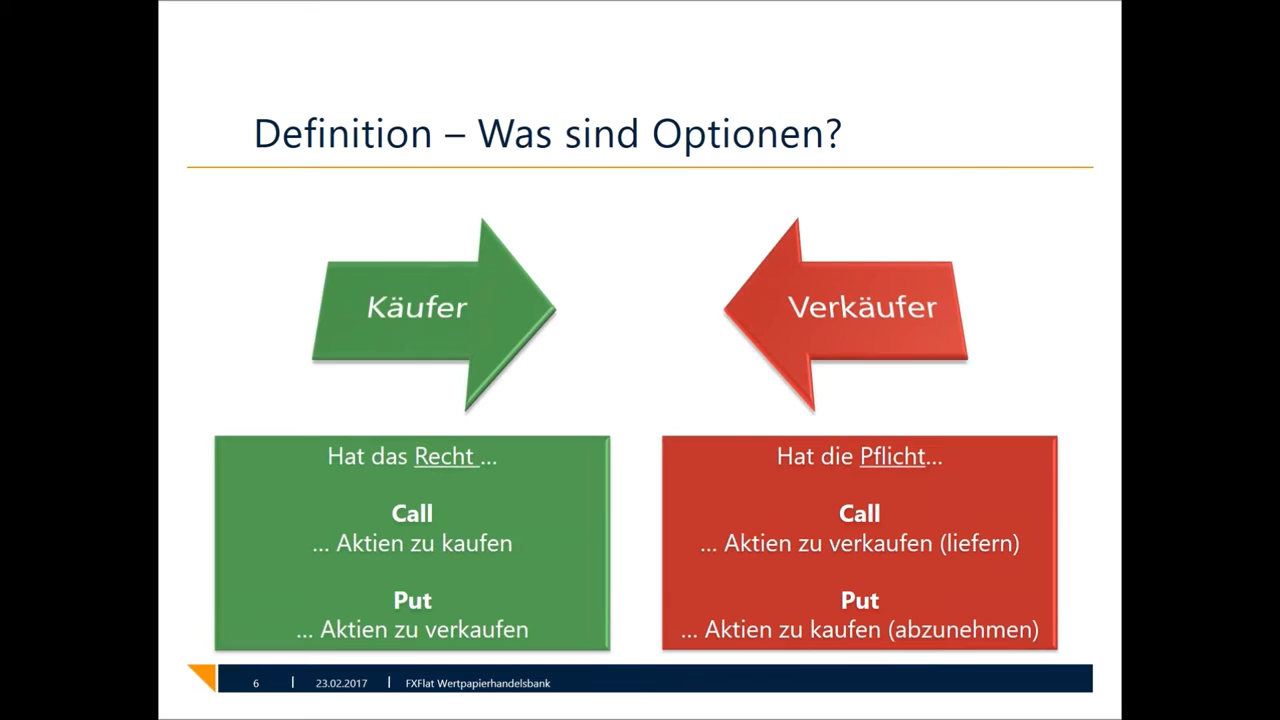 Definition – Was sind Optionen?
Käufer
Verkäufer
Hat das Recht ...
Call
... Aktien zu kaufen
Put
... Aktien zu verkaufen
Hat die Pflicht...
Call
... Aktien zu verkaufen (liefern)
Put
... Aktien zu kaufen (abzunehmen)
6 | 23.02.2017 | FXFlat Wertpapierhandelsbank